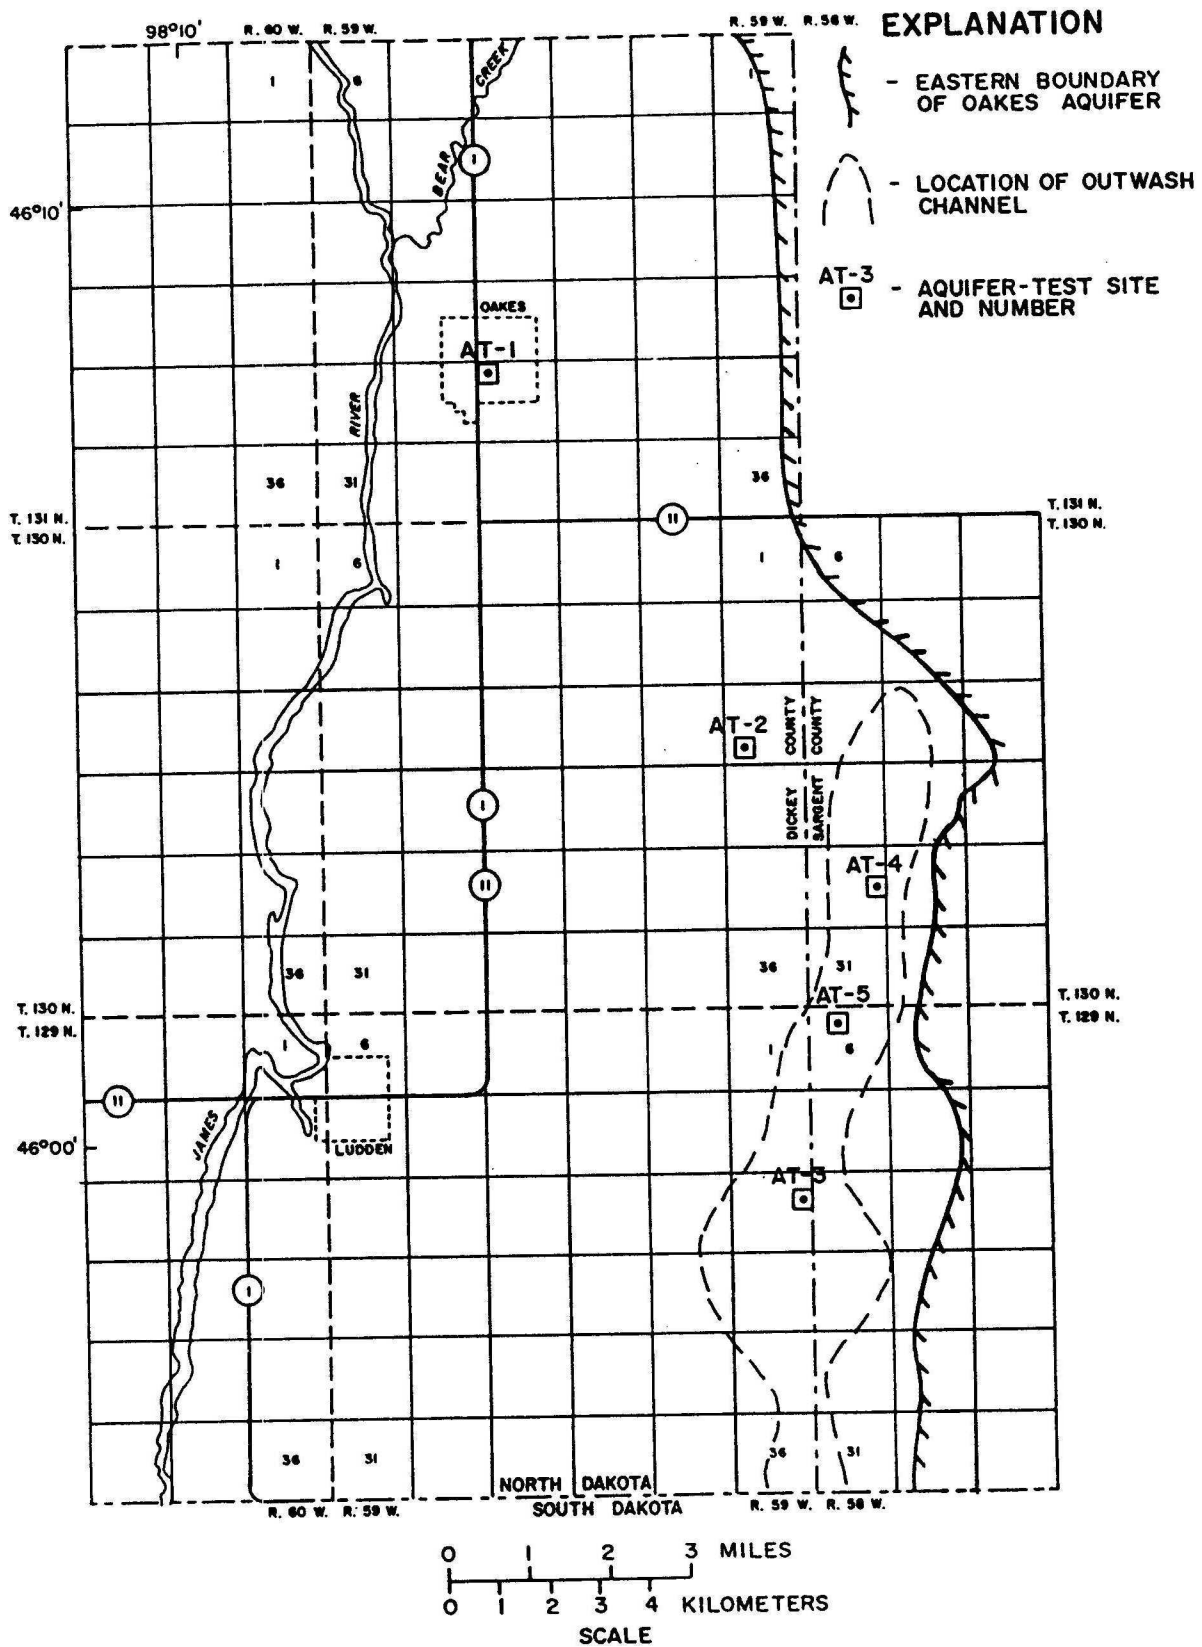 98°10'
R. 60 W.
R. 59 W.
R. 59 W.
R. 58 W.
EXPLANATION
- EASTERN BOUNDARY
OF OAKES AQUIFER
- LOCATION OF OUTWASH
CHANNEL
AT-3
- AQUIFER-TEST SITE
AND NUMBER
1
6
1
CREEK
BEAR
1
46°10'
OAKES
AT-1
RIVER
36
31
36
T. 131 N.
T. 130 N.
11
T. 131 N.
T. 130 N.
1
6
1
6
AT-2
DICKEY COUNTY
SARGENT COUNTY
1
11
AT-4
36
31
36
31
T. 130 N.
T. 129 N.
AT-5
T. 130 N.
T. 129 N.
1
6
1
6
11
JAMES
46°00'
LUDDEN
AT-3
1
36
31
36
31
NORTH DAKOTA
SOUTH DAKOTA
R. 60 W.
R. 59 W.
R. 59 W.
R. 58 W.
0 1 2 3 MILES
0 1 2 3 4 KILOMETERS
SCALE